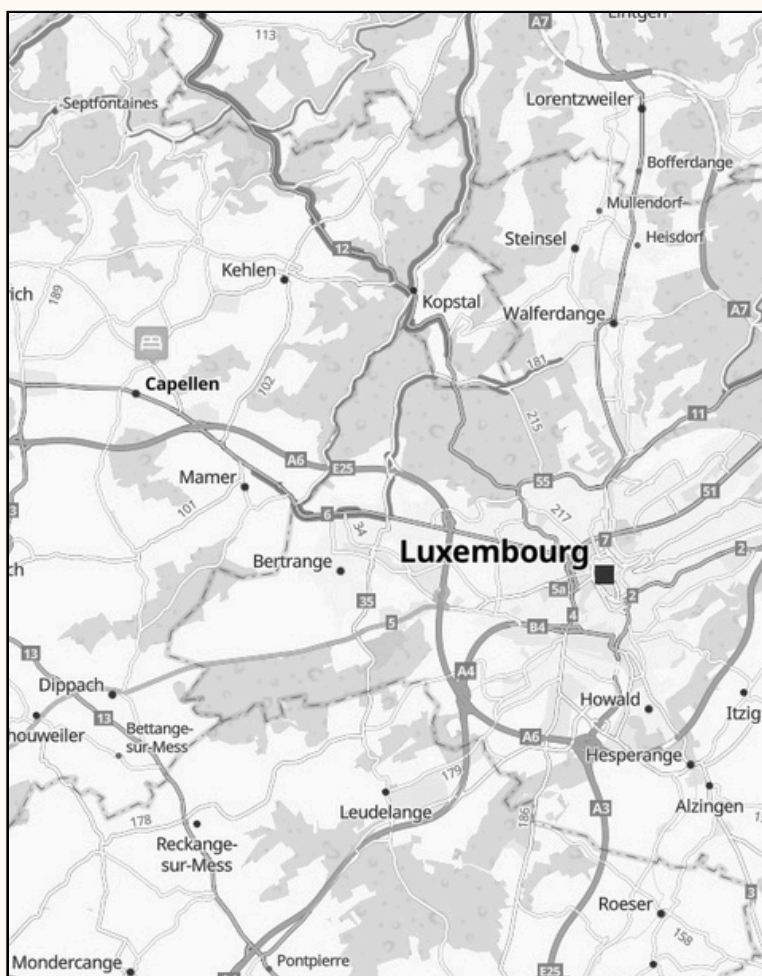 A7
Lintgen
113
Septfontaines
Lorentzweiler
Bofferdange
Mullendorf
Steinsel
Heisdorf
12
Kehlen
189
Kopstal
Walferdange
A7
181
Capellen
102
215
11
A6
E25
Mamer
101
55
51
6
34
217
7
Luxembourg
2
Bertrange
5a
2
35
4
5
B4
13
A4
Dippach
Howald
Itzig
13
Bettange-
sur-Mess
A6
Hesperange
179
Leudelange
Alzingen
A3
178
186
Reckange-
sur-Mess
3
Roeser
158
Mondercange
Pontpierre
E25